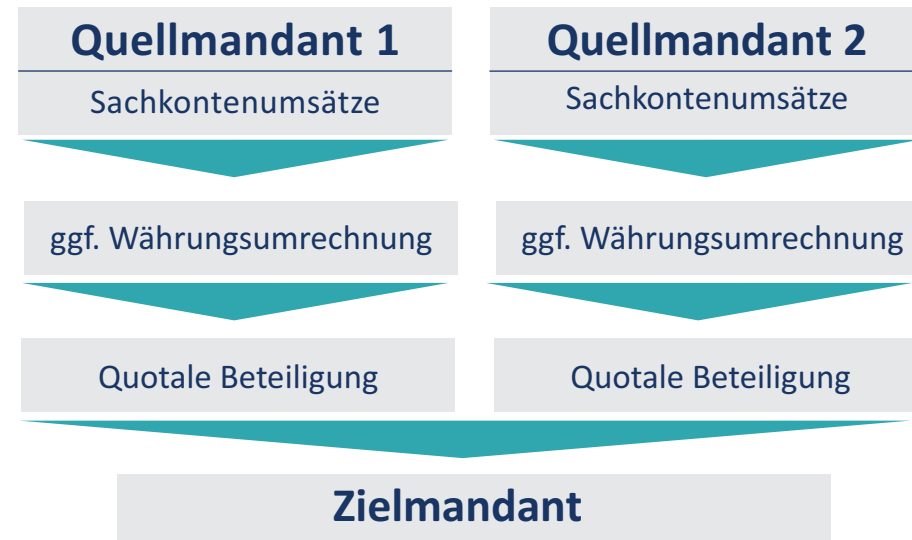 Quellmandant 1
Sachkontenumsätze
ggf. Währungsumrechnung
Quotale Beteiligung
Quellmandant 2
Sachkontenumsätze
ggf. Währungsumrechnung
Quotale Beteiligung
Zielmandant